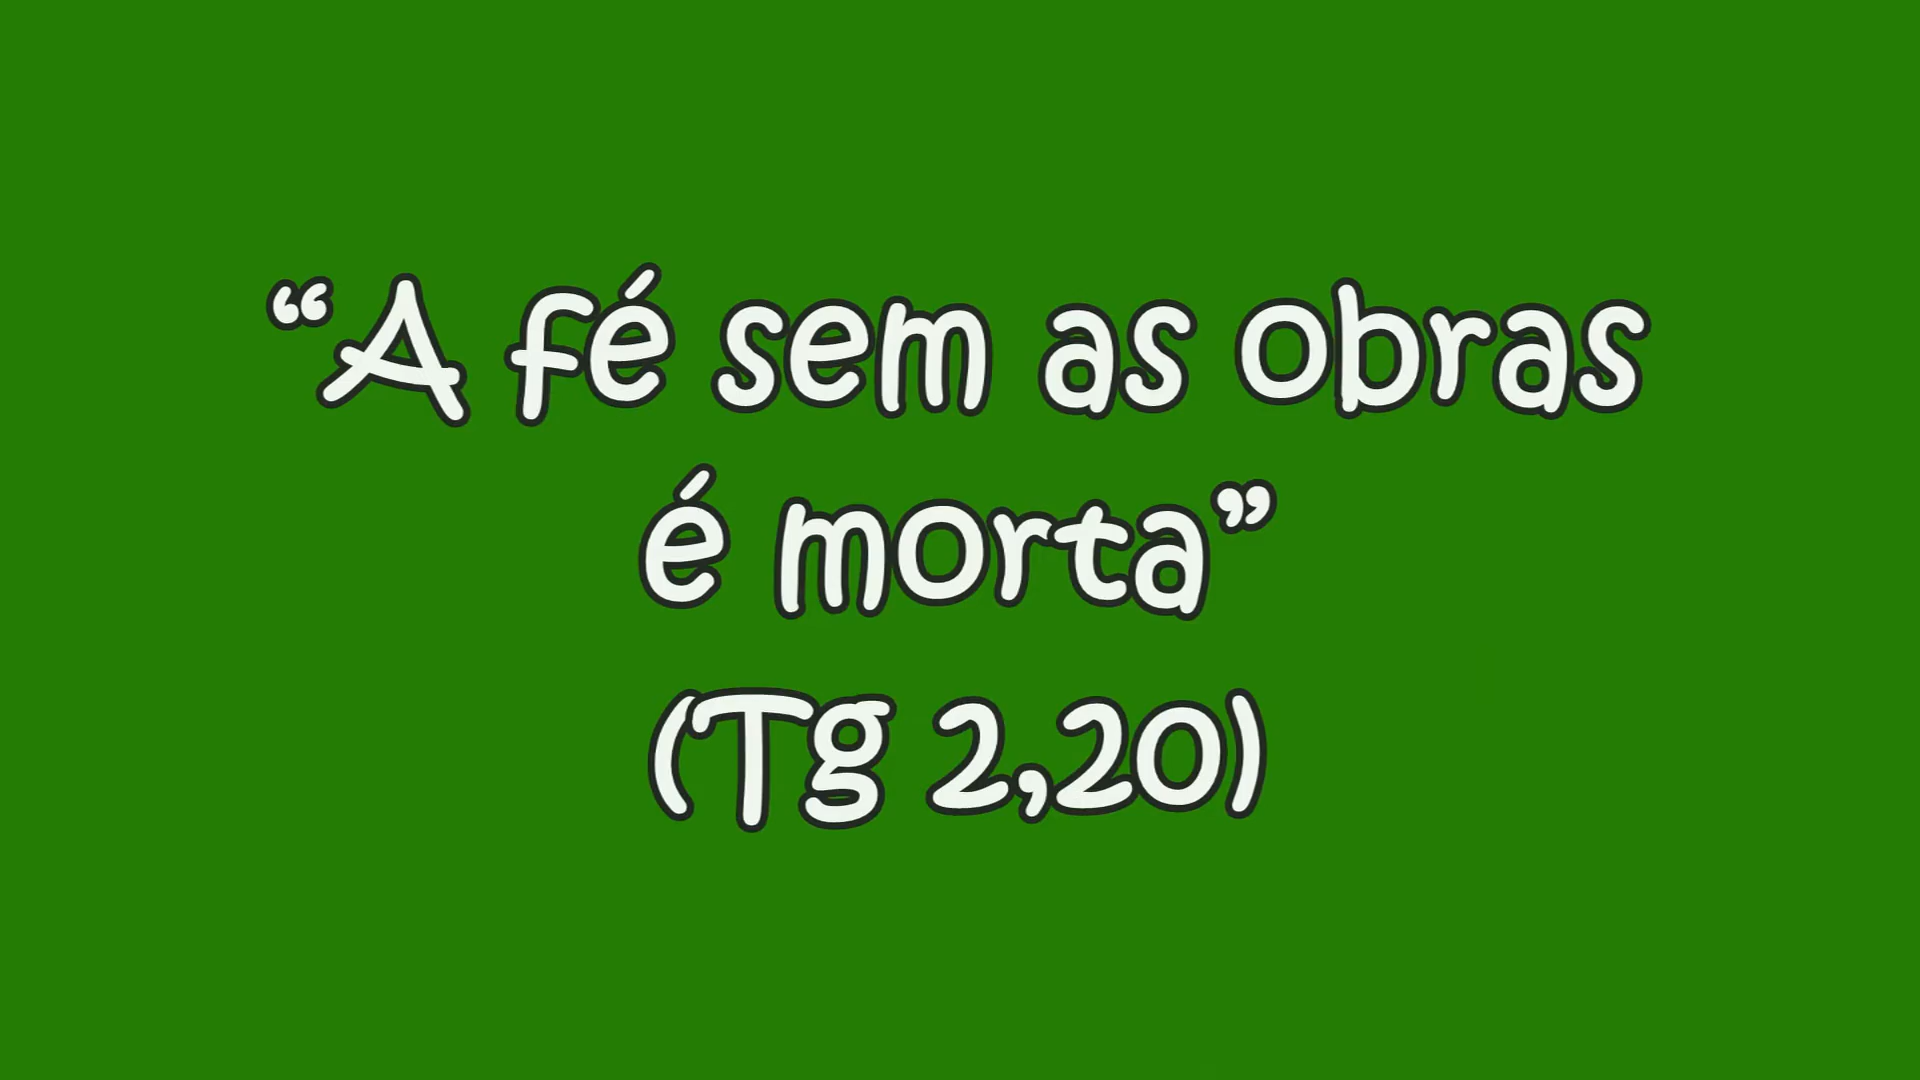 “A fé sem as obras
é morta”
(Tg 2,20)